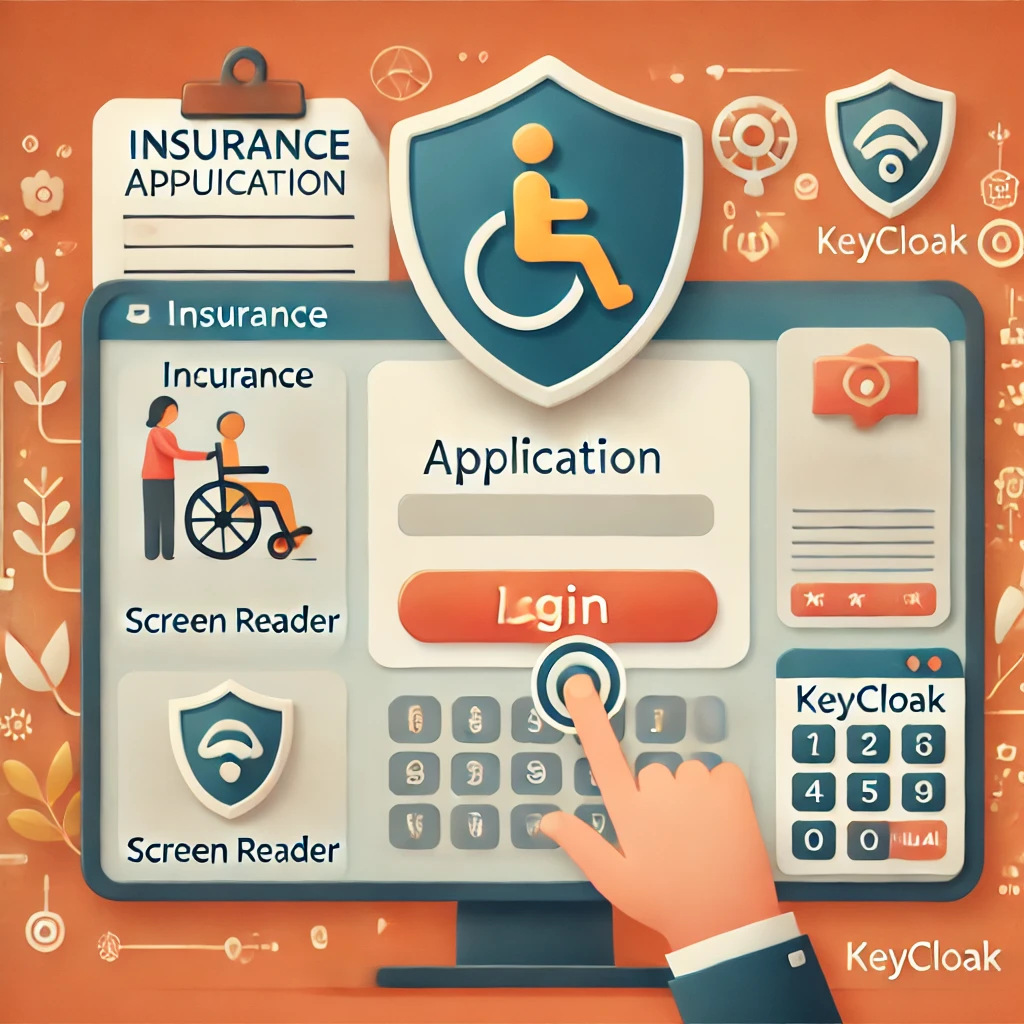 INSURANCE
APPUICATION
KeyCloak
Insurance
Incurance
Application
Login
Screen Reader
KeyCloak
1 2 6
4 5 9
0 0
Screen Reader
KeyCloak